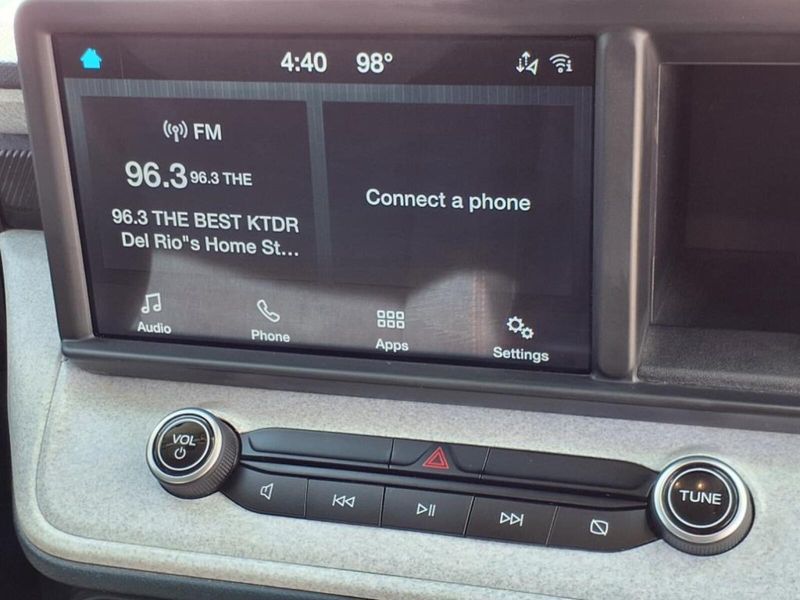 4:40 98°
FM
96.3 96.3 THE
96.3 THE BEST KTDR
Del Rio"s Home St...
Connect a phone
Audio
Phone
Apps
Settings
VOL
TUNE